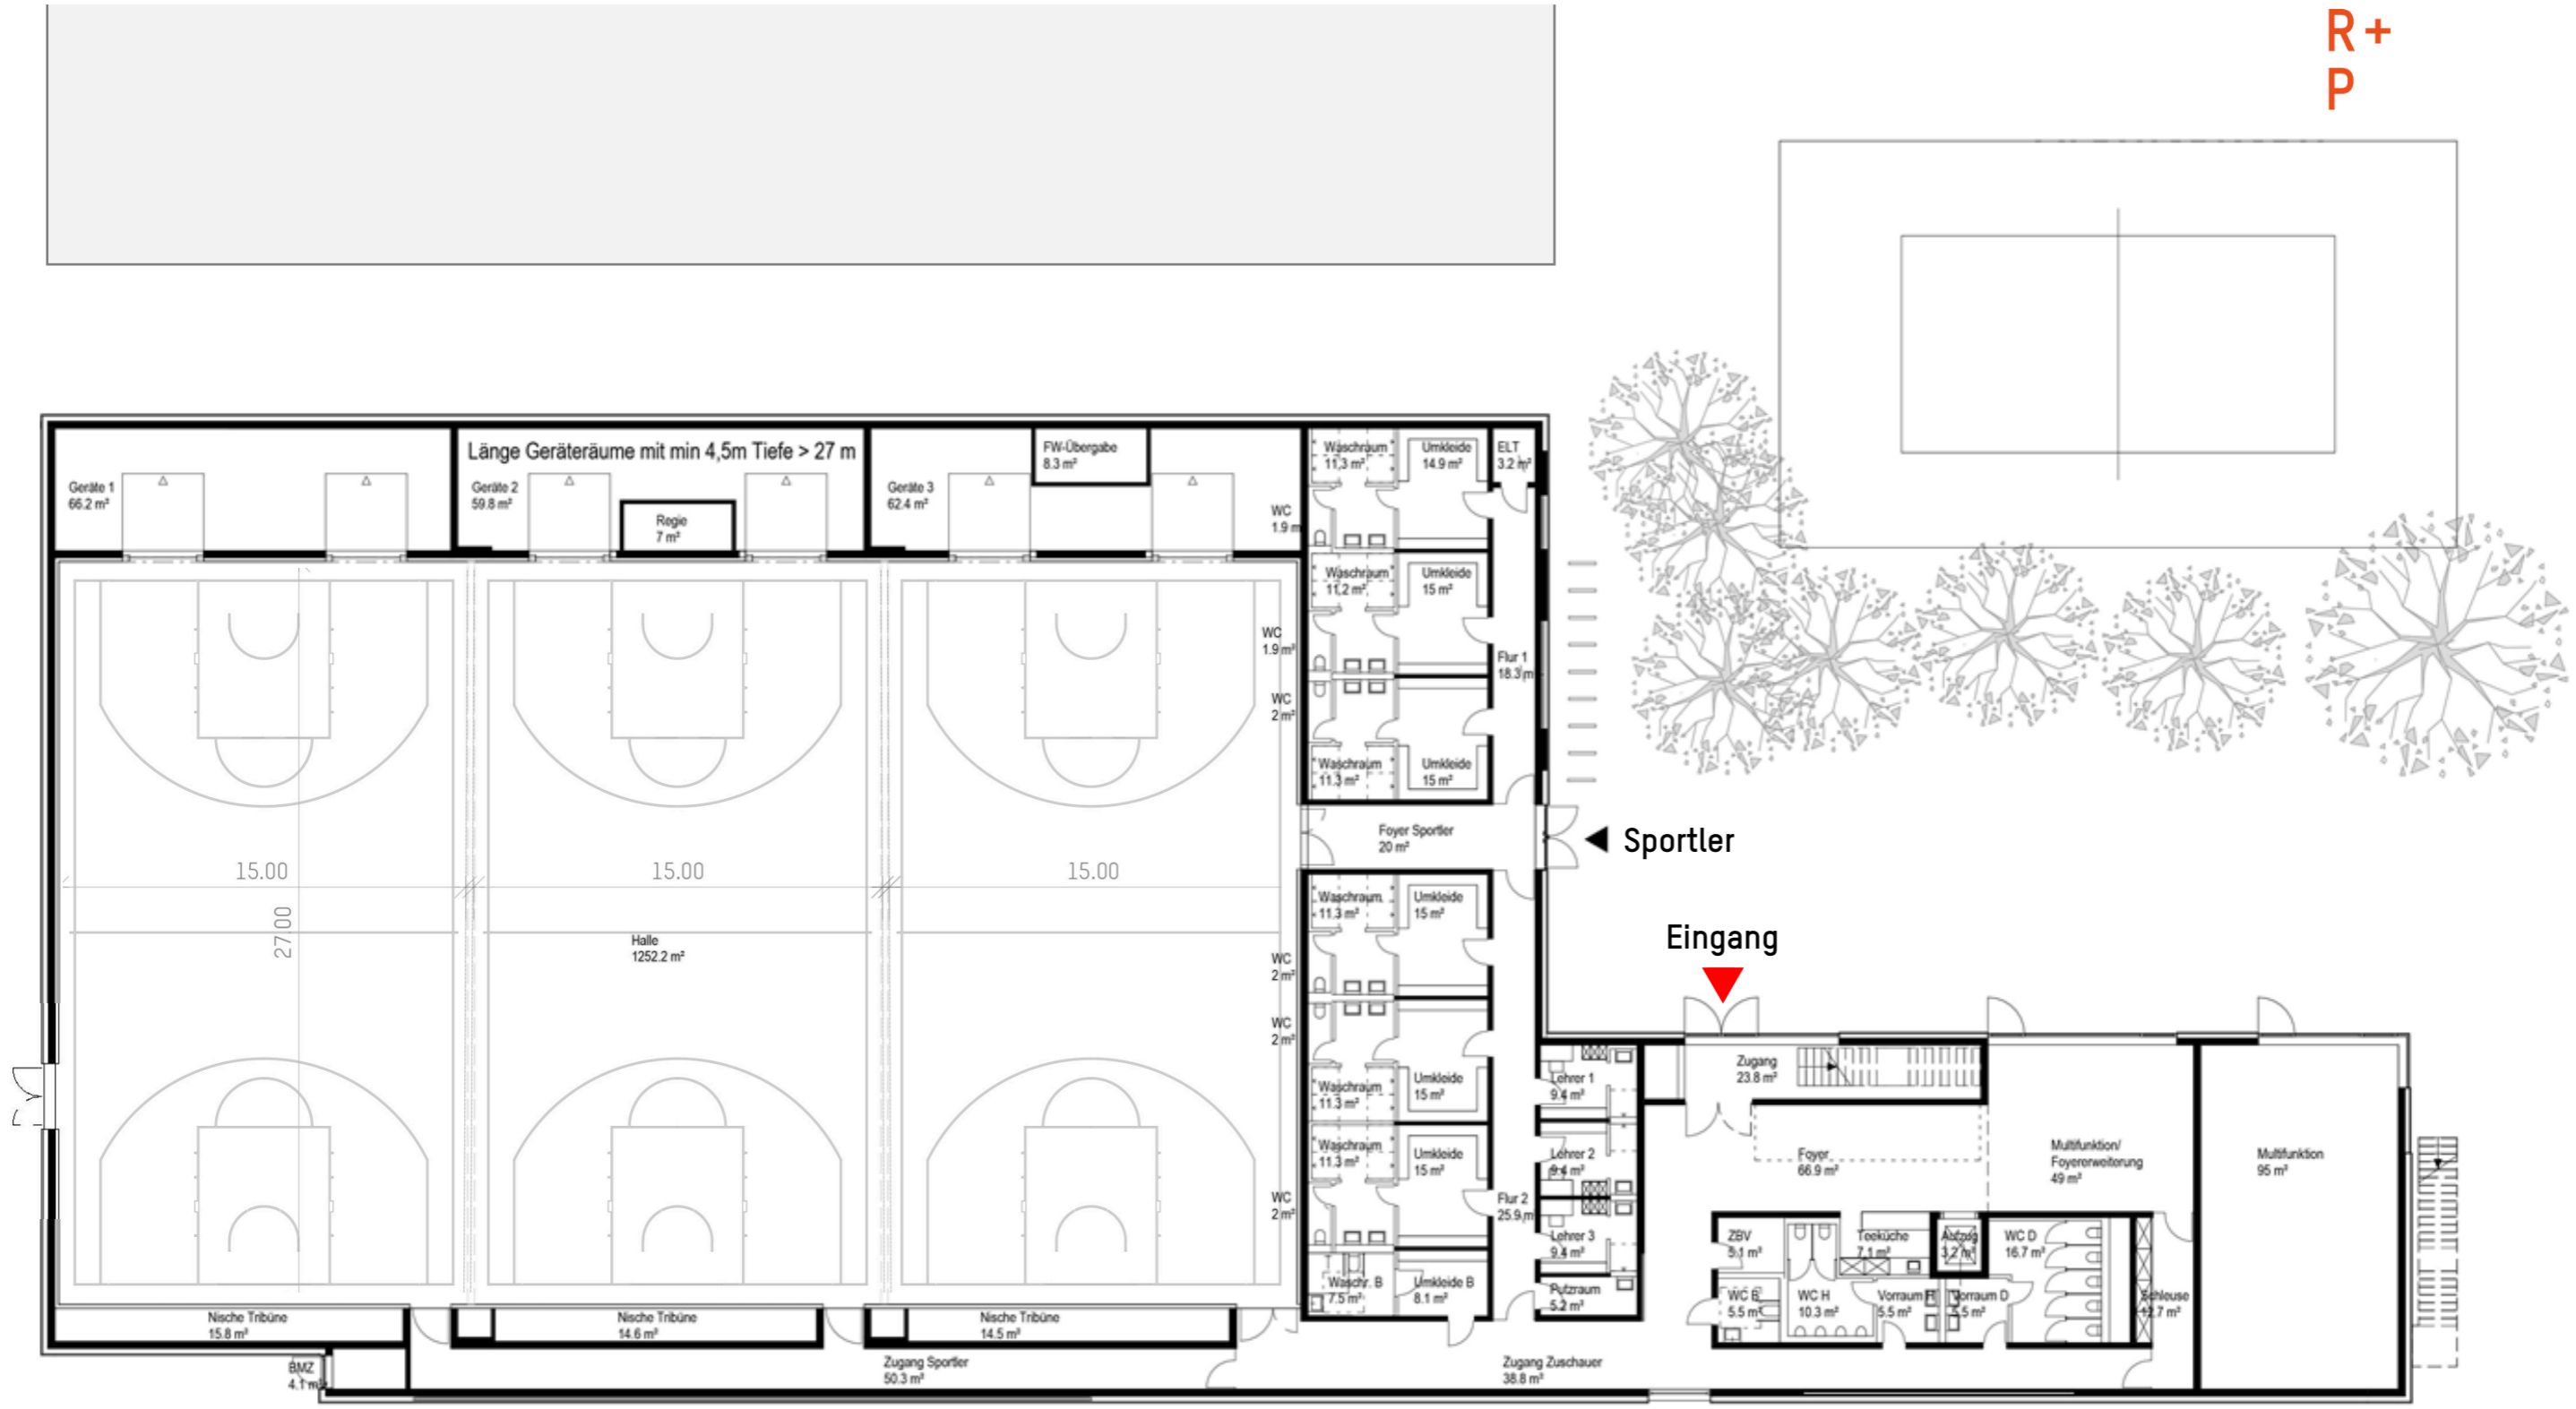 R+
P
Länge Geräteräume mit min 4,5m Tiefe > 27 m
Geräte 1
66.2 m²
Geräte 2
59.8 m²
Regie
7 m²
Geräte 3
62.4 m²
FW-Übergabe
8.3 m²
Waschraum
11.3 m²
Umkleide
14.9 m²
ELT
3.2 m²
WC
1.9 m
Waschraum
11.2 m²
Umkleide
15 m²
WC
1.9 m²
Flur 1
18.3 m
WC
2 m²
Waschraum
11.3 m²
Umkleide
15 m²
Foyer Sportler
20 m²
Sportler
15.00
15.00
15.00
27.00
Halle
1252.2 m²
Waschraum
11.3 m²
Umkleide
15 m²
WC
2 m²
Eingang
WC
2 m²
Waschraum
11.3 m²
Umkleide
15 m²
Waschraum
11.3 m²
Umkleide
15 m²
WC
2 m²
Flur 2
25.9 m
Lehrer 1
9.4 m²
Lehrer 2
9.4 m²
Lehrer 3
9.4 m²
Putzraum
5.2 m²
Waschr. B
7.5 m²
Umkleide B
8.1 m²
Zugang
23.8 m²
Foyer
66.9 m²
Multifunktion/
Foyererweiterung
49 m²
Multifunktion
95 m²
ZBV
5.1 m²
Teeküche
7.1 m²
Aufzug
3.2 m²
WC D
16.7 m²
WC B
5.5 m²
WC H
10.3 m²
Vorraum H
5.5 m²
Vorraum D
5.5 m²
Schleuse
12.7 m²
Nische Tribüne
15.8 m²
Nische Tribüne
14.6 m²
Nische Tribüne
14.5 m²
BMZ
4.1 m²
Zugang Sportler
50.3 m²
Zugang Zuschauer
38.8 m²